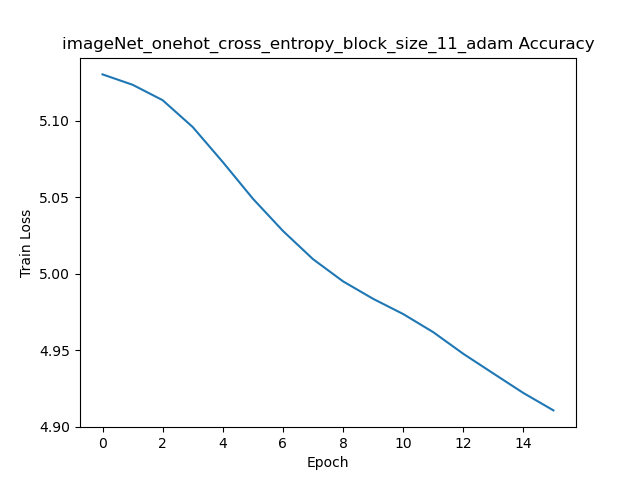 imageNet_onehot_cross_entropy_block_size_11_adam Accuracy
5.10
5.05
5.00
4.95
4.90
Train Loss
0 2 4 6 8 10 12 14
Epoch